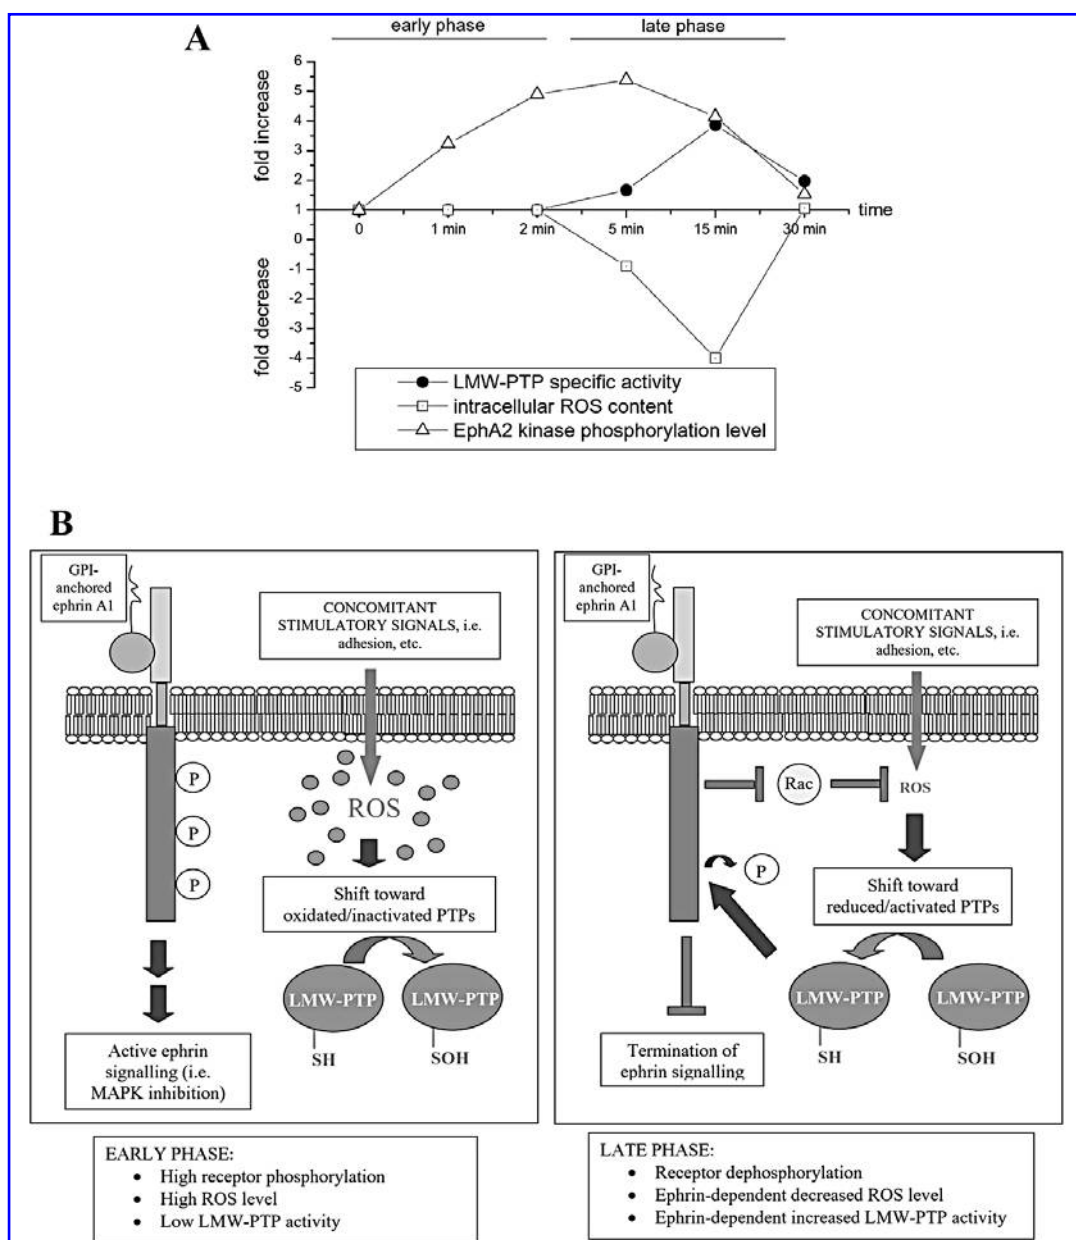 A
early phase
late phase
fold increase
fold decrease
6
5
4
3
2
1
0
-1
-2
-3
-4
-5
0
1 min
2 min
5 min
15 min
30 min
time
LMW-PTP specific activity
intracellular ROS content
EphA2 kinase phosphorylation level
B
GPI-
anchored
ephrin A1
CONCOMITANT
STIMULATORY SIGNALS, i.e.
adhesion, etc.
P
P
P
ROS
Shift toward
oxidated/inactivated PTPs
LMW-PTP
LMW-PTP
SH
SOH
Active ephrin
signalling (i.e.
MAPK inhibition)
EARLY PHASE:
• High receptor phosphorylation
• High ROS level
• Low LMW-PTP activity
GPI-
anchored
ephrin A1
CONCOMITANT
STIMULATORY SIGNALS, i.e.
adhesion, etc.
Rac
ROS
P
Shift toward
reduced/activated PTPs
LMW-PTP
LMW-PTP
SH
SOH
Termination of
ephrin signalling
LATE PHASE:
• Receptor dephosphorylation
• Ephrin-dependent decreased ROS level
• Ephrin-dependent increased LMW-PTP activity